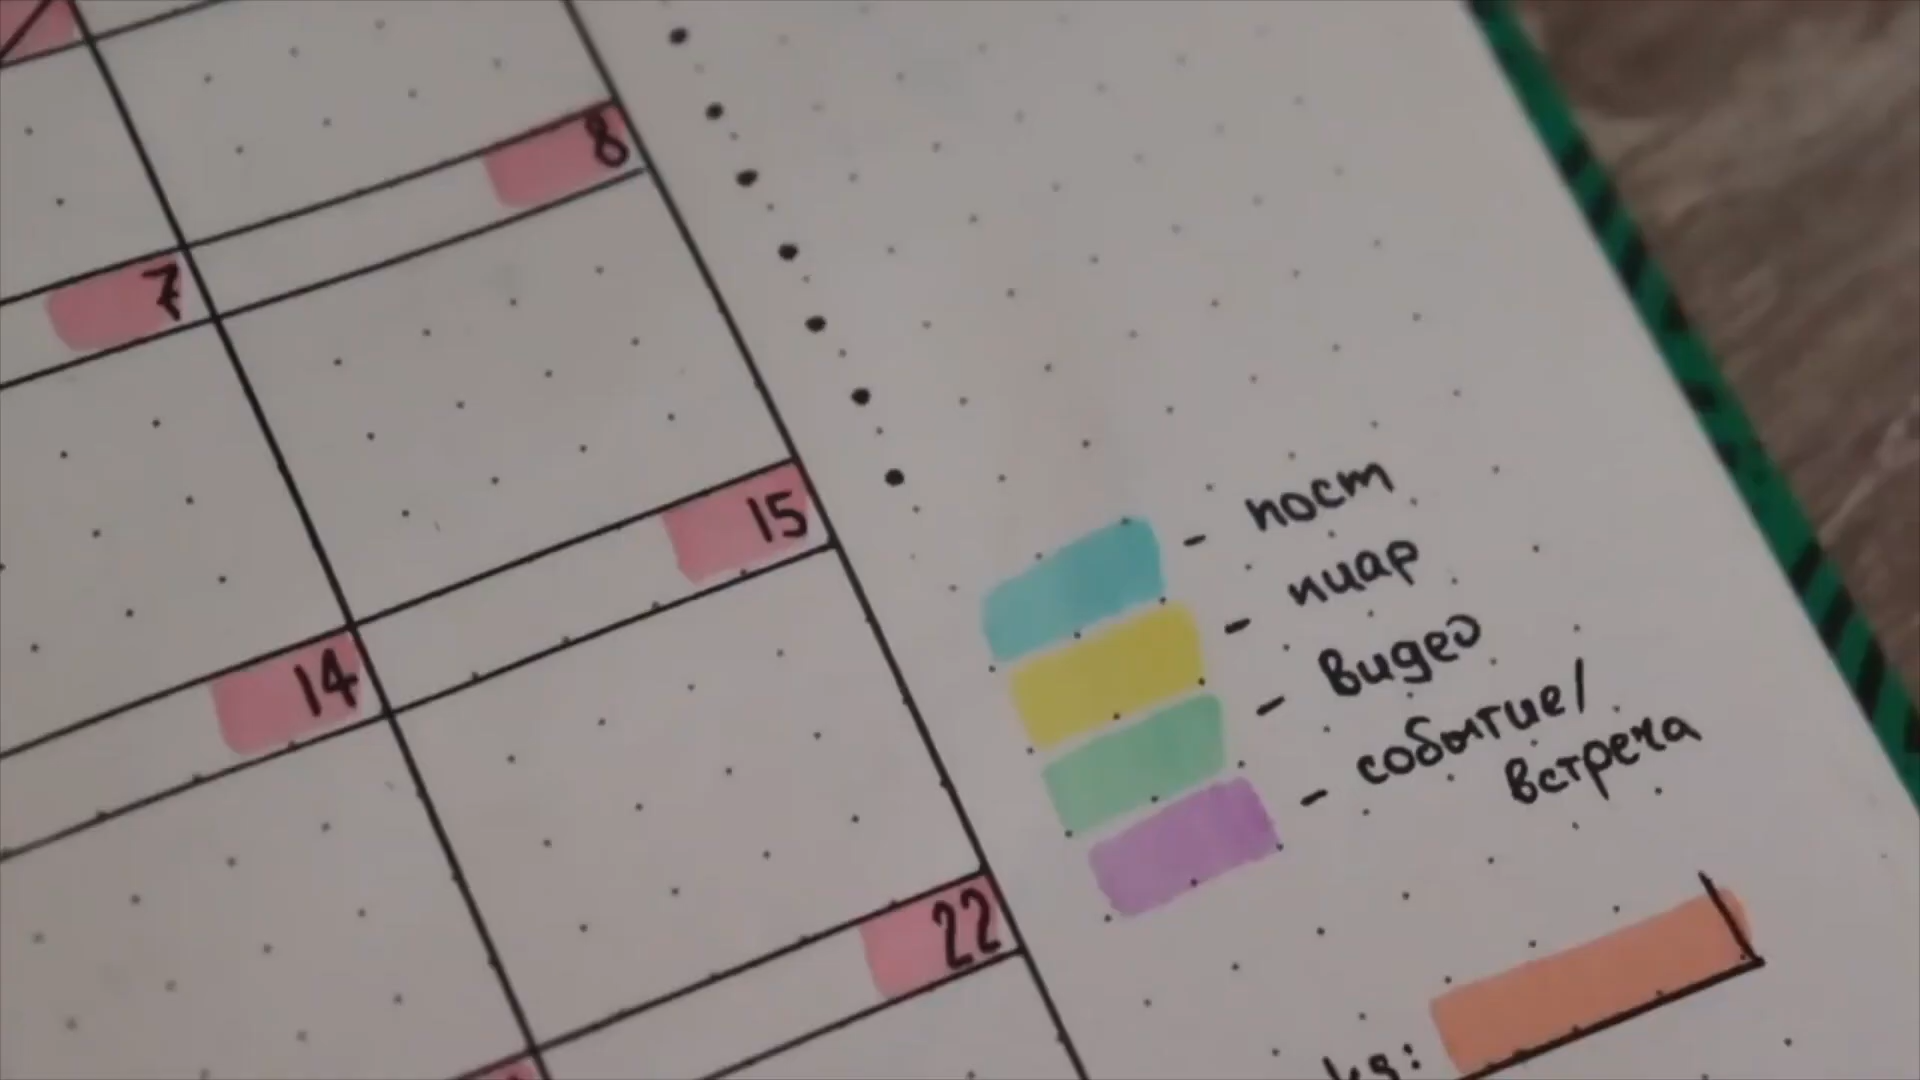 8
7
15
14
22
- пост
- пиар
- видео
- событие/
встреча